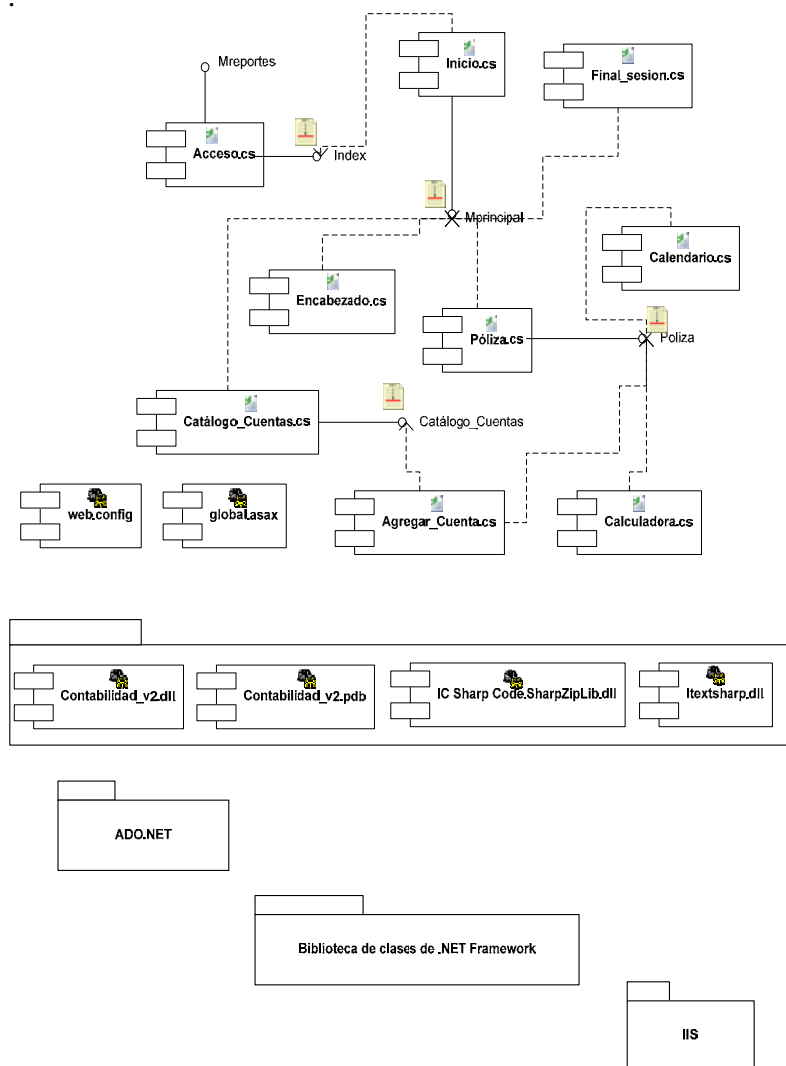 .
Mreportes
Inicio.cs
Final_sesion.cs
Acceso.cs
Index
Mprincipal
Calendario.cs
Encabezado.cs
Póliza.cs
Poliza
Catálogo_Cuentas.cs
Catálogo_Cuentas
web.config
global.asax
Agregar_Cuenta.cs
Calculadora.cs
Contabilidad_v2.dll
Contabilidad_v2.pdb
IC Sharp Code.SharpZipLib.dll
Itextsharp.dll
ADO.NET
Biblioteca de clases de .NET Framework
IIS